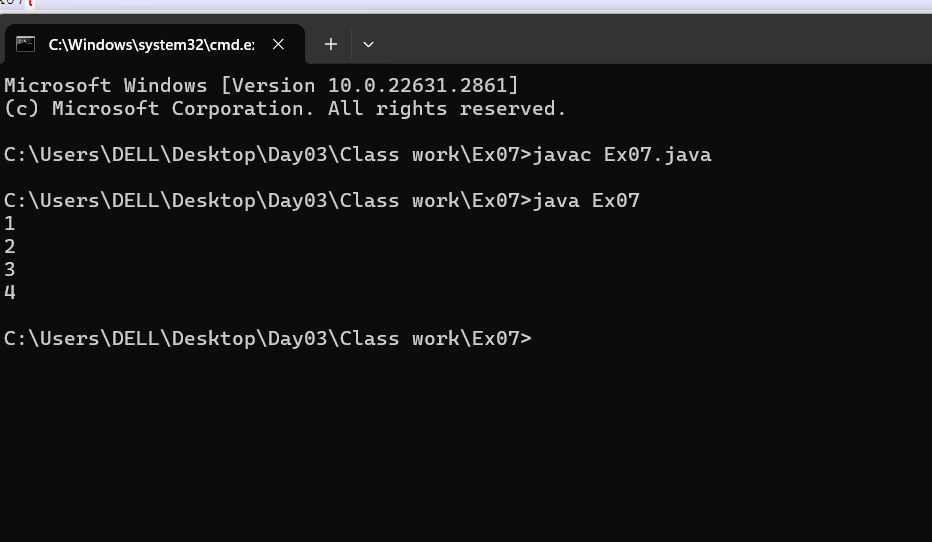 C:\Windows\system32\cmd.e
Microsoft Windows [Version 10.0.22631.2861]
(c) Microsoft Corporation. All rights reserved.
C:\Users\DELL\Desktop\Day03\Class work\Ex07>javac Ex07.java
C:\Users\DELL\Desktop\Day03\Class work\Ex07>java Ex07
1
2
3
4
C:\Users\DELL\Desktop\Day03\Class work\Ex07>